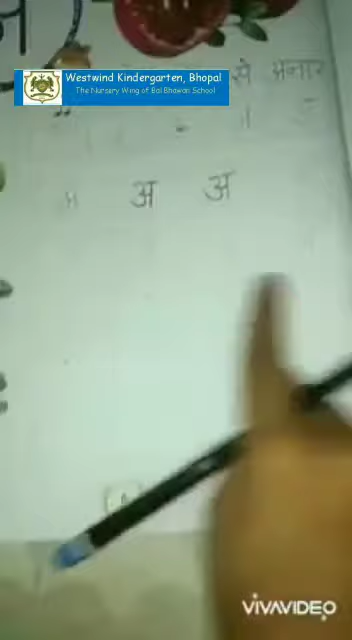 Westwind Kindergarten, Bhopal
The Nursery Wing of Bal Bhawan School
से अनार
अ अ अ
VIVAVIDEO